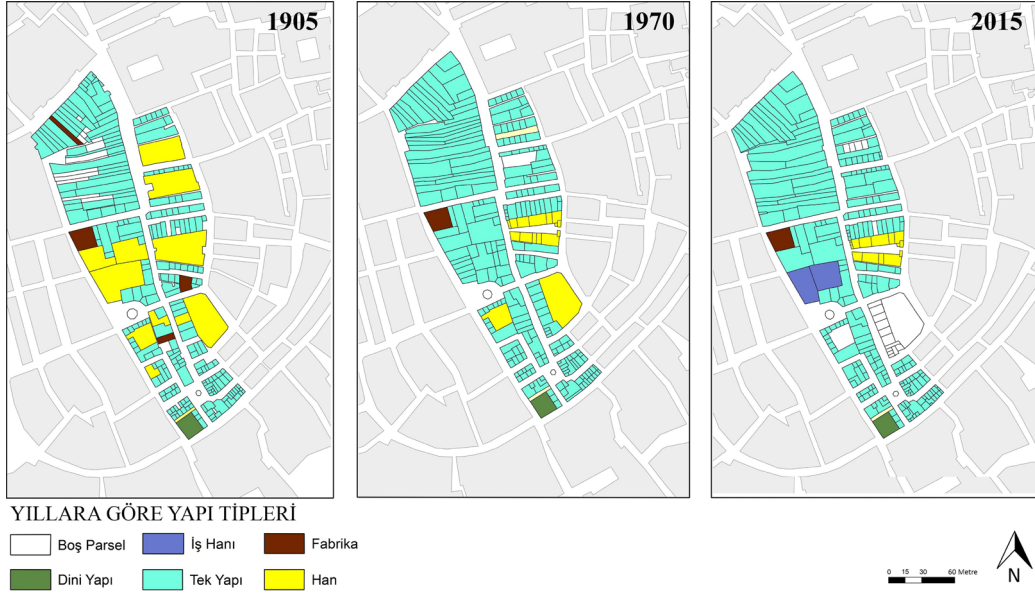 1905
1970
2015
YILLARA GÖRE YAPI TİPLERİ
Boş Parsel
İş Hanı
Fabrika
Dini Yapı
Tek Yapı
Han
0 15 30 60 Metre
N